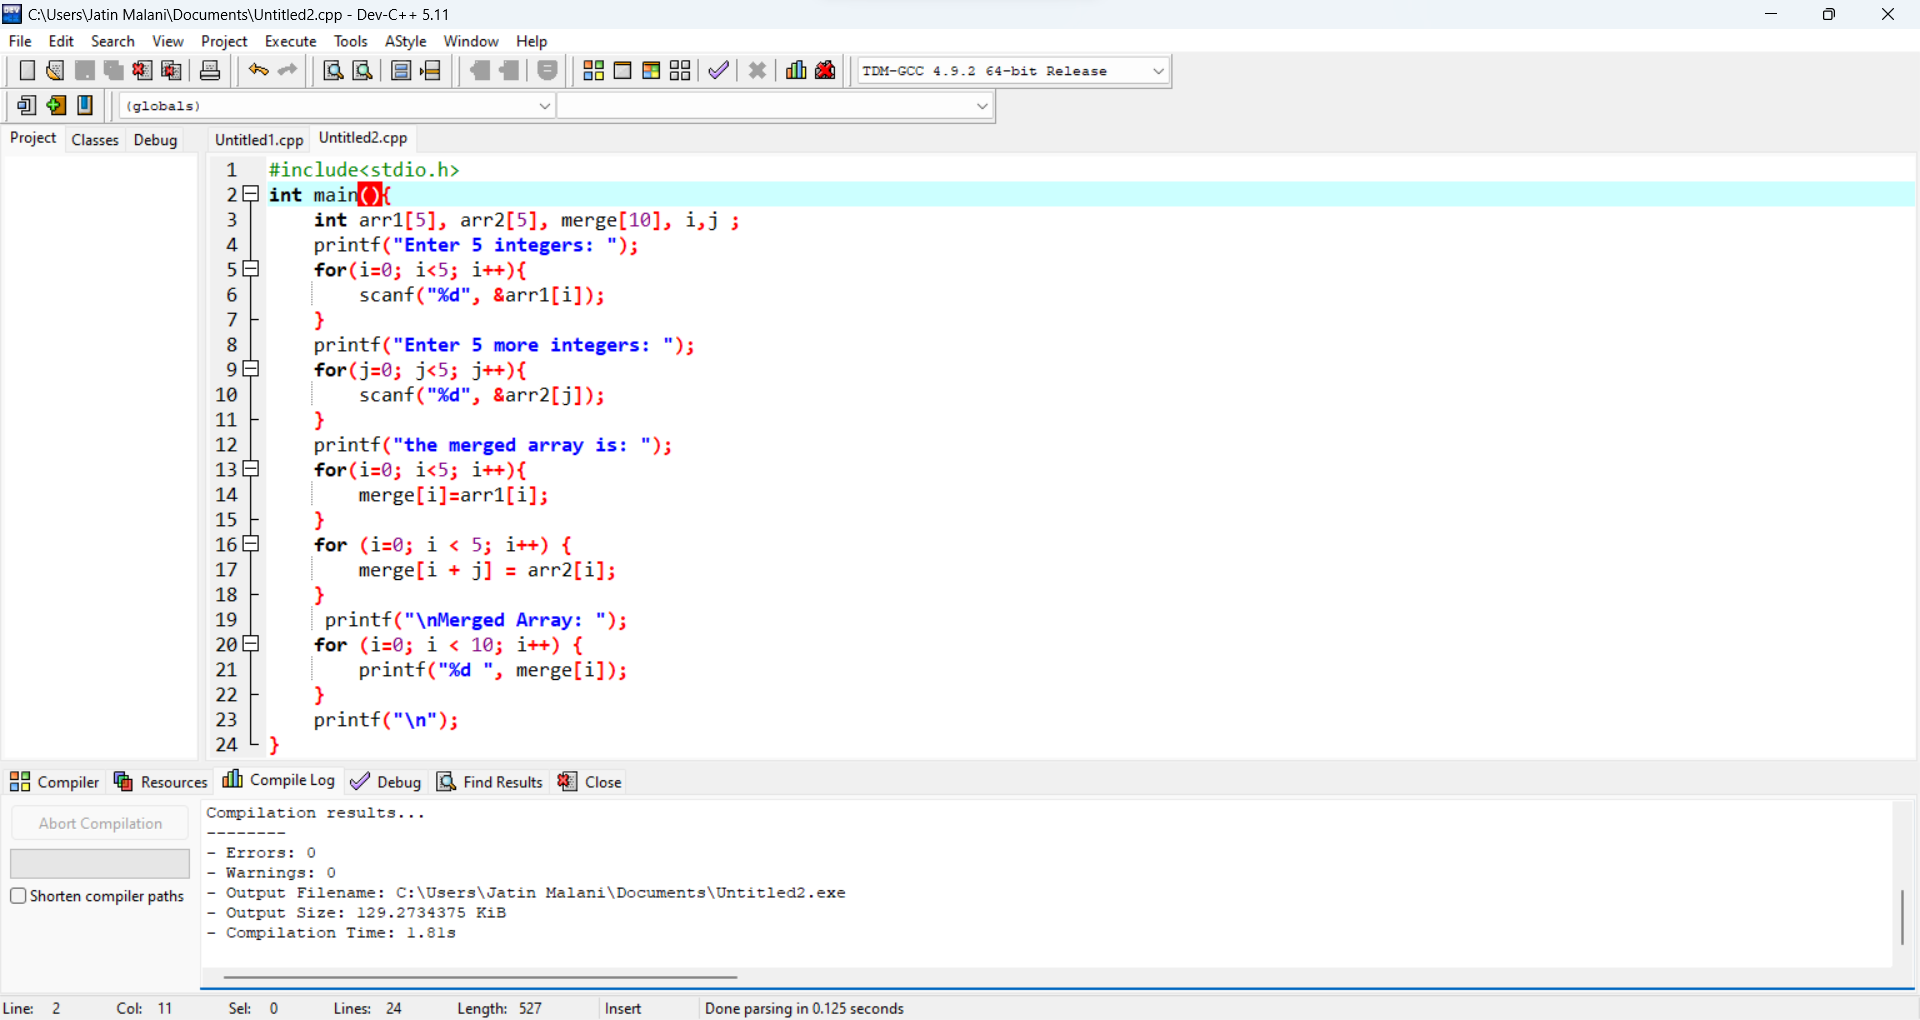 C:\Users\Jatin Malani\Documents\Untitled2.cpp - Dev-C++ 5.11
File Edit Search View Project Execute Tools AStyle Window Help
TDM-GCC 4.9.2 64-bit Release
(globals)
Project Classes Debug Untitled1.cpp Untitled2.cpp
1 #include<stdio.h>
2 int main(){
3 int arr1[5], arr2[5], merge[10], i,j ;
4 printf("Enter 5 integers: ");
5 for(i=0; i<5; i++){
6 scanf("%d", &arr1[i]);
7 }
8 printf("Enter 5 more integers: ");
9 for(j=0; j<5; j++){
10 scanf("%d", &arr2[j]);
11 }
12 printf("the merged array is: ");
13 for(i=0; i<5; i++){
14 merge[i]=arr1[i];
15 }
16 for (i=0; i < 5; i++) {
17 merge[i + j] = arr2[i];
18 }
19 printf("\nMerged Array: ");
20 for (i=0; i < 10; i++) {
21 printf("%d ", merge[i]);
22 }
23 printf("\n");
24 }
Compiler Resources Compile Log Debug Find Results Close
Abort Compilation
Shorten compiler paths
Compilation results...
--------
- Errors: 0
- Warnings: 0
- Output Filename: C:\Users\Jatin Malani\Documents\Untitled2.exe
- Output Size: 129.2734375 KiB
- Compilation Time: 1.81s
Line: 2 Col: 11 Sel: 0 Lines: 24 Length: 527 Insert Done parsing in 0.125 seconds